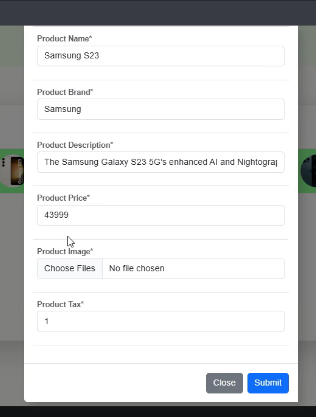 Product Name*
Samsung S23
Product Brand*
Samsung
Product Description*
The Samsung Galaxy S23 5G's enhanced AI and Nightograp
Product Price*
43999
Product Image*
Choose Files No file chosen
Product Tax*
1
Close Submit